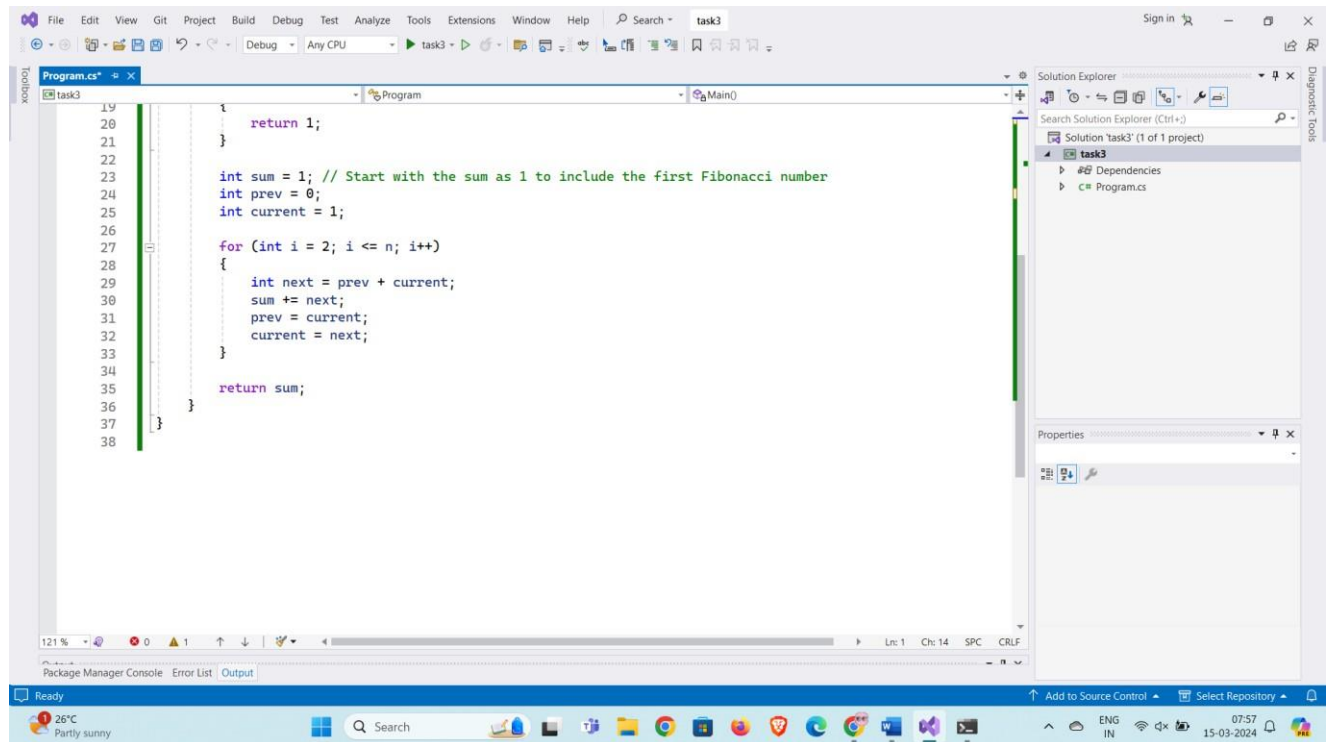 File Edit View Git Project Build Debug Test Analyze Tools Extensions Window Help Search task3 Sign in
Debug Any CPU task3
Toolbox
Program.cs*
task3 Program Main()
19 {
20 return 1;
21 }
22
23 int sum = 1; // Start with the sum as 1 to include the first Fibonacci number
24 int prev = 0;
25 int current = 1;
26
27 for (int i = 2; i <= n; i++)
28 {
29 int next = prev + current;
30 sum += next;
31 prev = current;
32 current = next;
33 }
34
35 return sum;
36 }
37 }
38
121 % 0 1 Ln: 1 Ch: 14 SPC CRLF
Package Manager Console Error List Output
Solution Explorer
Search Solution Explorer (Ctrl+;)
Solution 'task3' (1 of 1 project)
task3
Dependencies
C# Program.cs
Properties
Diagnostic Tools
Ready Add to Source Control Select Repository
1 26°C
Partly sunny
Search
ENG
IN
07:57
15-03-2024
PRE